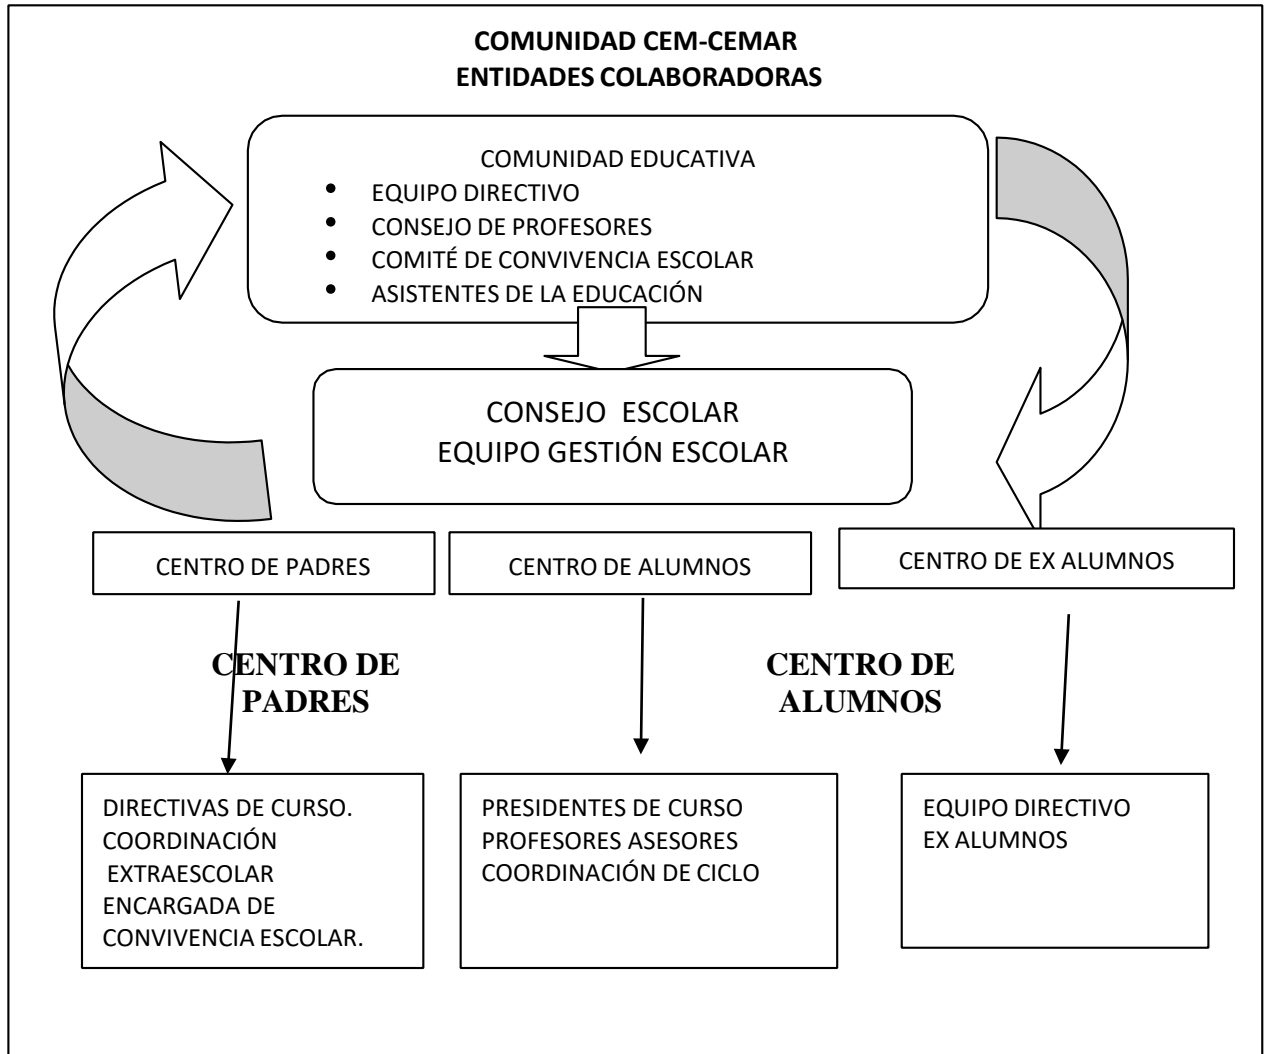 COMUNIDAD CEM-CEMAR
ENTIDADES COLABORADORAS
COMUNIDAD EDUCATIVA
• EQUIPO DIRECTIVO
• CONSEJO DE PROFESORES
• COMITÉ DE CONVIVENCIA ESCOLAR
• ASISTENTES DE LA EDUCACIÓN
CONSEJO ESCOLAR
EQUIPO GESTIÓN ESCOLAR
CENTRO DE PADRES
CENTRO DE ALUMNOS
CENTRO DE EX ALUMNOS
CENTRO DE
PADRES
CENTRO DE
ALUMNOS
DIRECTIVAS DE CURSO.
COORDINACIÓN
EXTRAESCOLAR
ENCARGADA DE
CONVIVENCIA ESCOLAR.
PRESIDENTES DE CURSO
PROFESORES ASESORES
COORDINACIÓN DE CICLO
EQUIPO DIRECTIVO
EX ALUMNOS